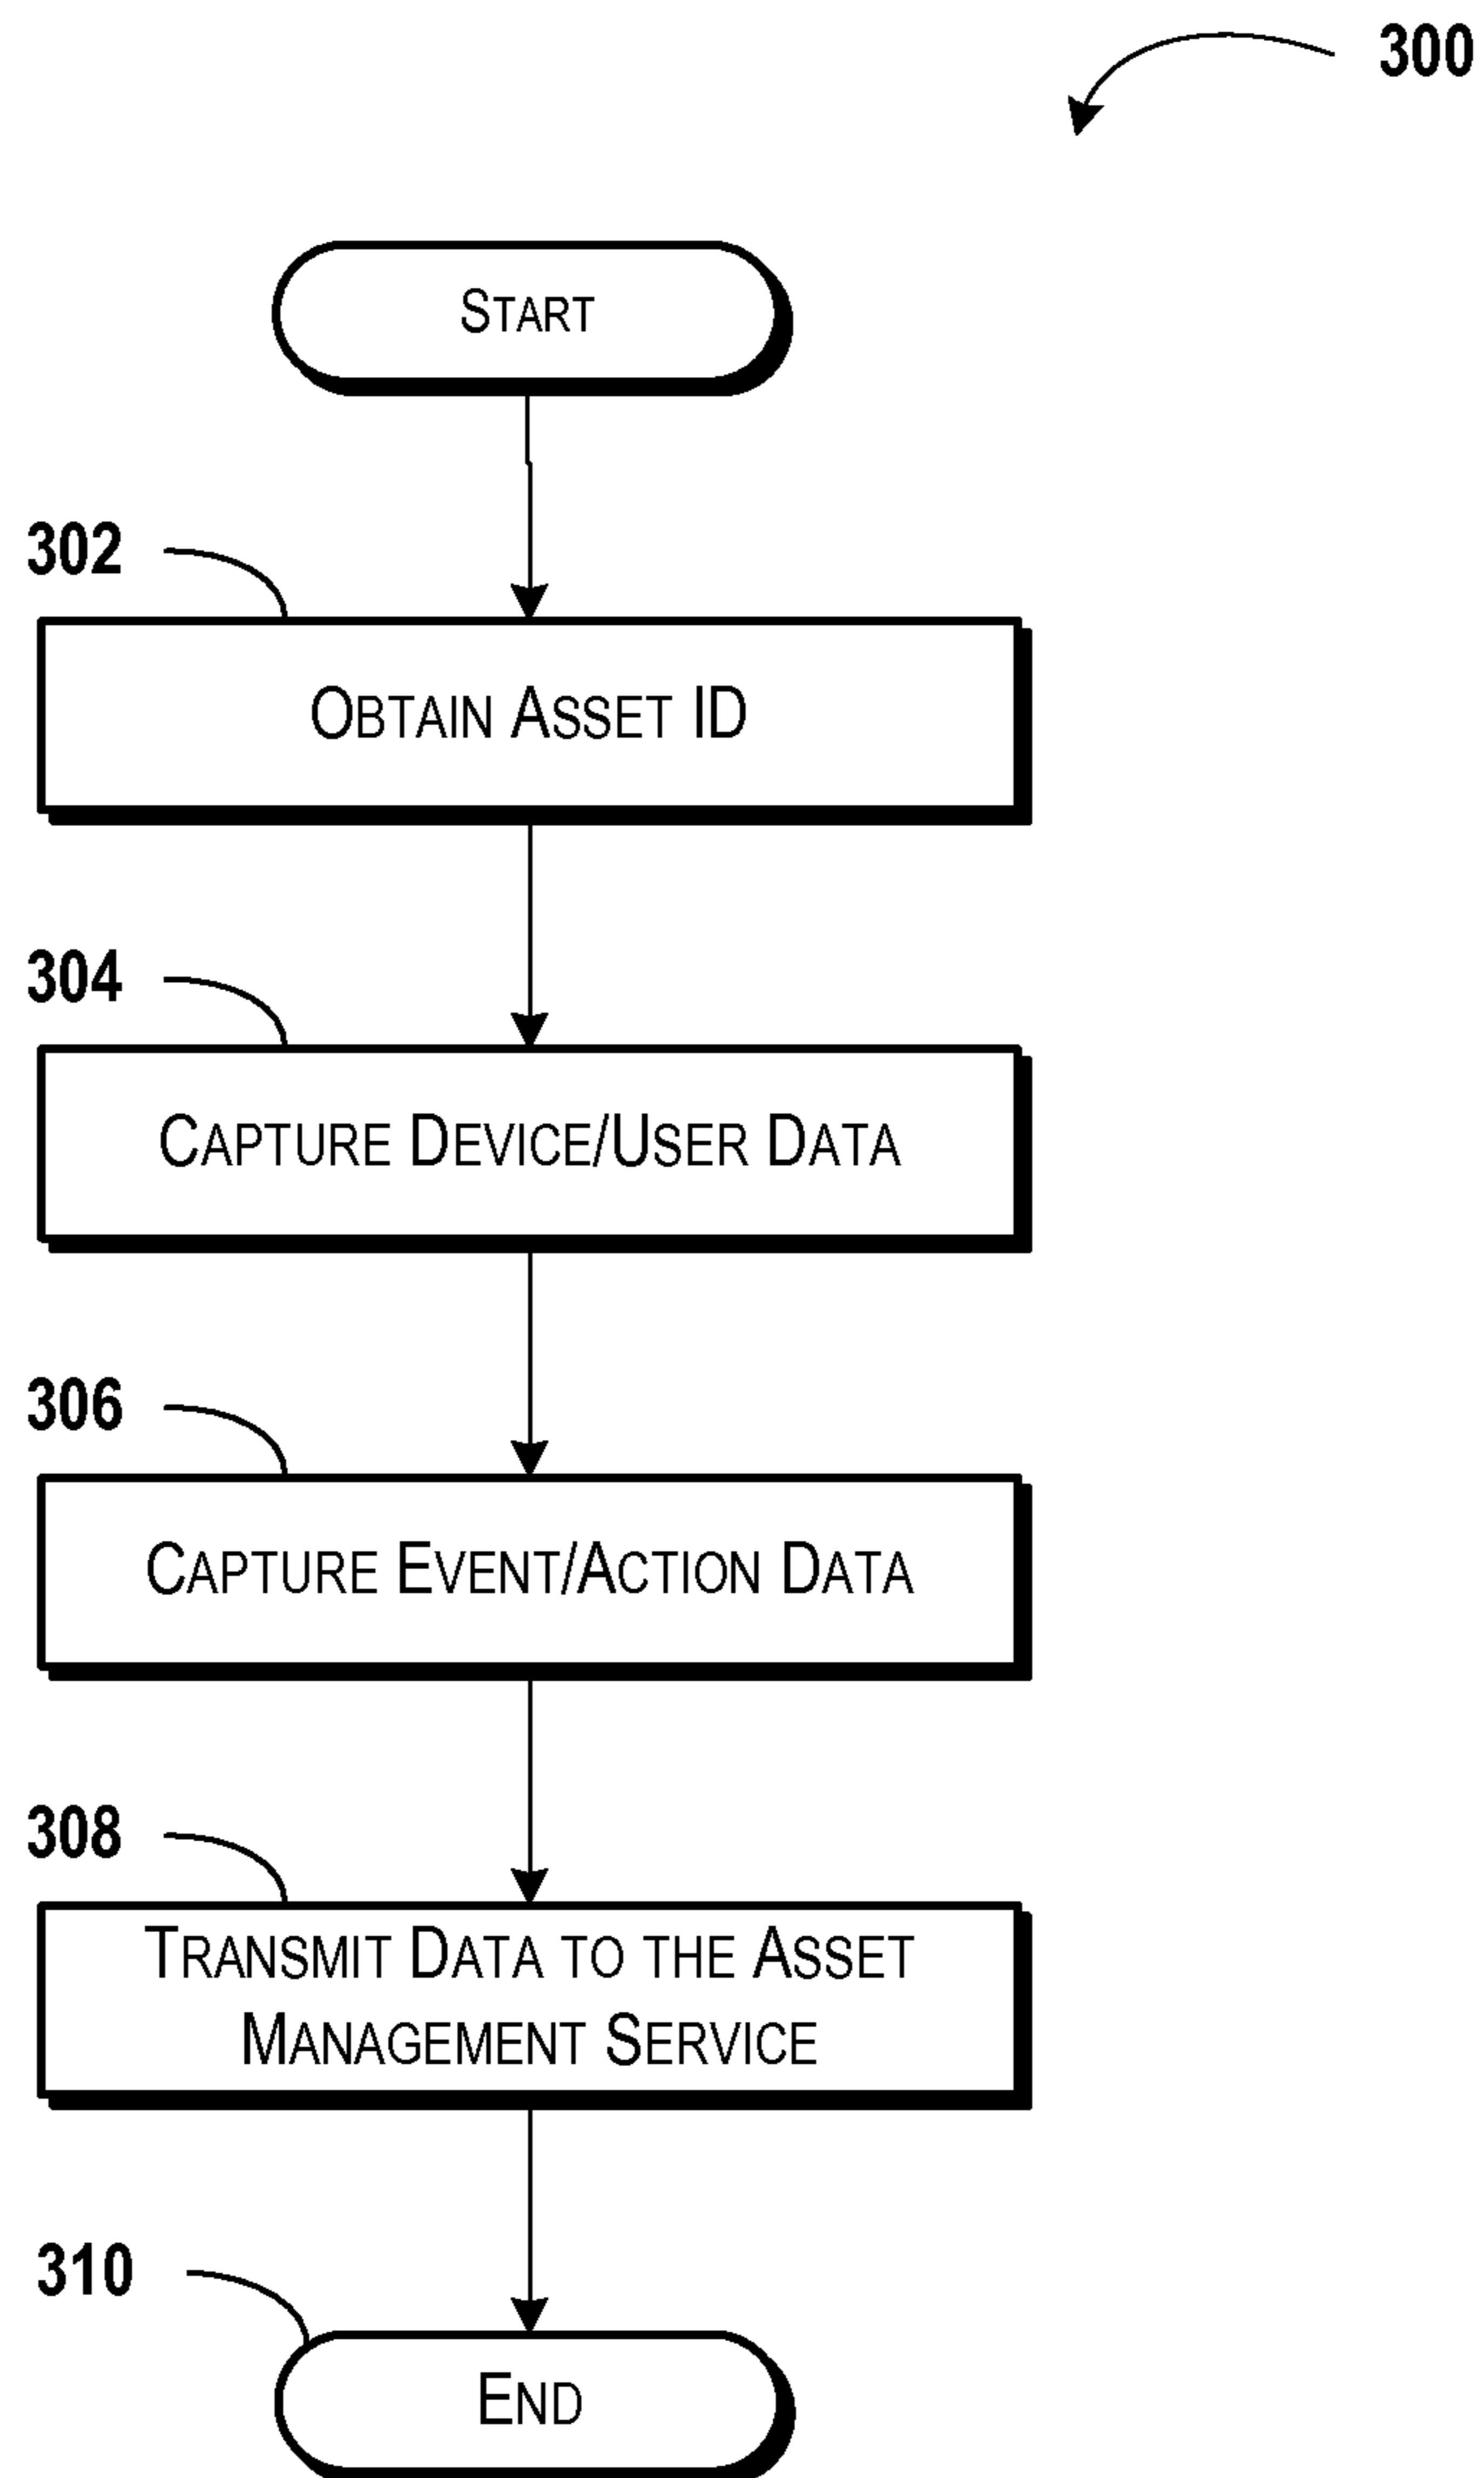 300
Start
302
Obtain Asset ID
304
Capture Device/User Data
306
Capture Event/Action Data
308
Transmit Data to the Asset
Management Service
310
End